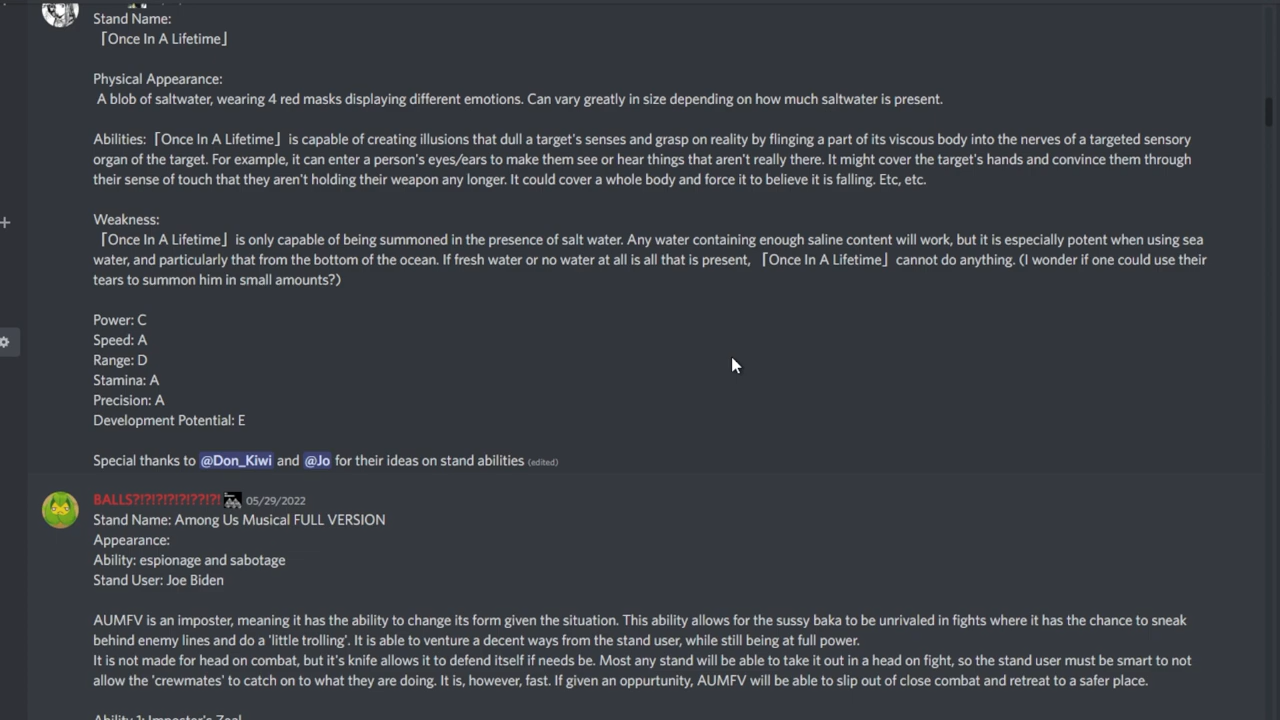 Stand Name:
「Once In A Lifetime」
Physical Appearance:
A blob of saltwater, wearing 4 red masks displaying different emotions. Can vary greatly in size depending on how much saltwater is present.
Abilities:「Once In A Lifetime」is capable of creating illusions that dull a target's senses and grasp on reality by flinging a part of its viscous body into the nerves of a targeted sensory
organ of the target. For example, it can enter a person's eyes/ears to make them see or hear things that aren't really there. It might cover the target's hands and convince them through
their sense of touch that they aren't holding their weapon any longer. It could cover a whole body and force it to believe it is falling. Etc, etc.
Weakness:
「Once In A Lifetime」is only capable of being summoned in the presence of salt water. Any water containing enough saline content will work, but it is especially potent when using sea
water, and particularly that from the bottom of the ocean. If fresh water or no water at all is all that is present,「Once In A Lifetime」cannot do anything. (I wonder if one could use their
tears to summon him in small amounts?)
Power: C
Speed: A
Range: D
Stamina: A
Precision: A
Development Potential: E
Special thanks to @Don_Kiwi and @Jo for their ideas on stand abilities (edited)
BALLS?!?!?!?!?!??!?! 05/29/2022
Stand Name: Among Us Musical FULL VERSION
Appearance:
Ability: espionage and sabotage
Stand User: Joe Biden
AUMFV is an imposter, meaning it has the ability to change its form given the situation. This ability allows for the sussy baka to be unrivaled in fights where it has the chance to sneak
behind enemy lines and do a 'little trolling'. It is able to venture a decent ways from the stand user, while still being at full power.
It is not made for head on combat, but it's knife allows it to defend itself if needs be. Most any stand will be able to take it out in a head on fight, so the stand user must be smart to not
allow the 'crewmates' to catch on to what they are doing. It is, however, fast. If given an oppurtunity, AUMFV will be able to slip out of close combat and retreat to a safer place.
Ability 1: Imposter's Zeal